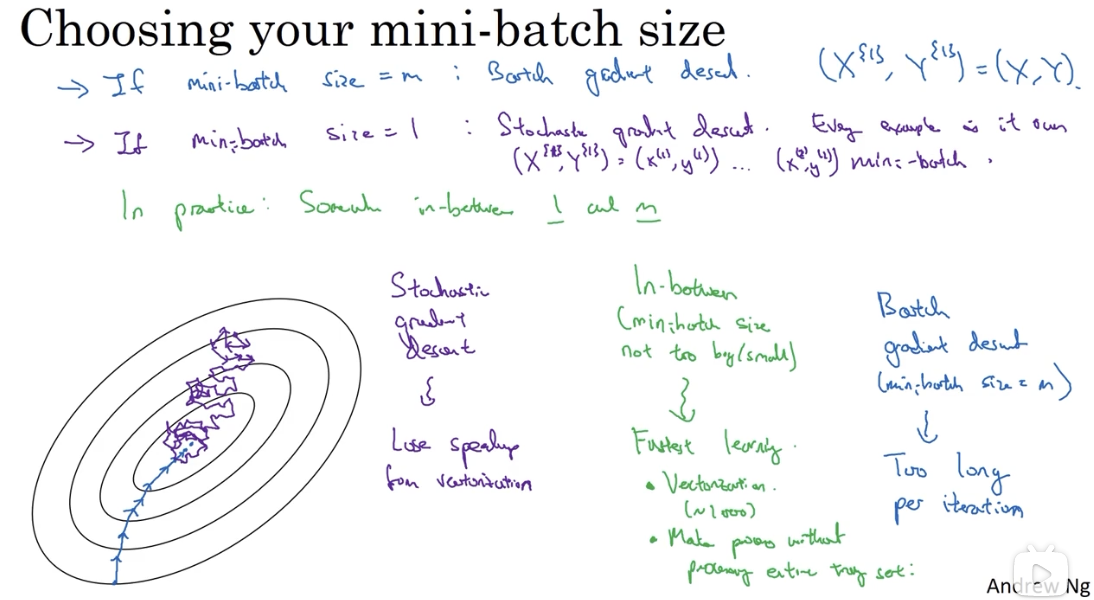 Choosing your mini-batch size
→ If mini-batch size = m : Batch gradient descent. (X^{1}, Y^{1}) = (X, Y).
→ If mini-batch size = 1 : Stochastic gradient descent. Every example is it own
(X^{1}, Y^{1}) = (x^(1), y^(1)) ... (x^(2), y^(2)) mini-batch.
In practice: Somewhere in-between 1 and m
Stochastic
gradient
descent
Lose speedup
from vectorization
In-between
(mini-batch size
not too big/small)
Fastest learning.
• Vectorization.
(~1000)
• Make progress without
processing entire training set.
Batch
gradient descent
(mini-batch size = m)
Too long
per iteration
Andrew Ng